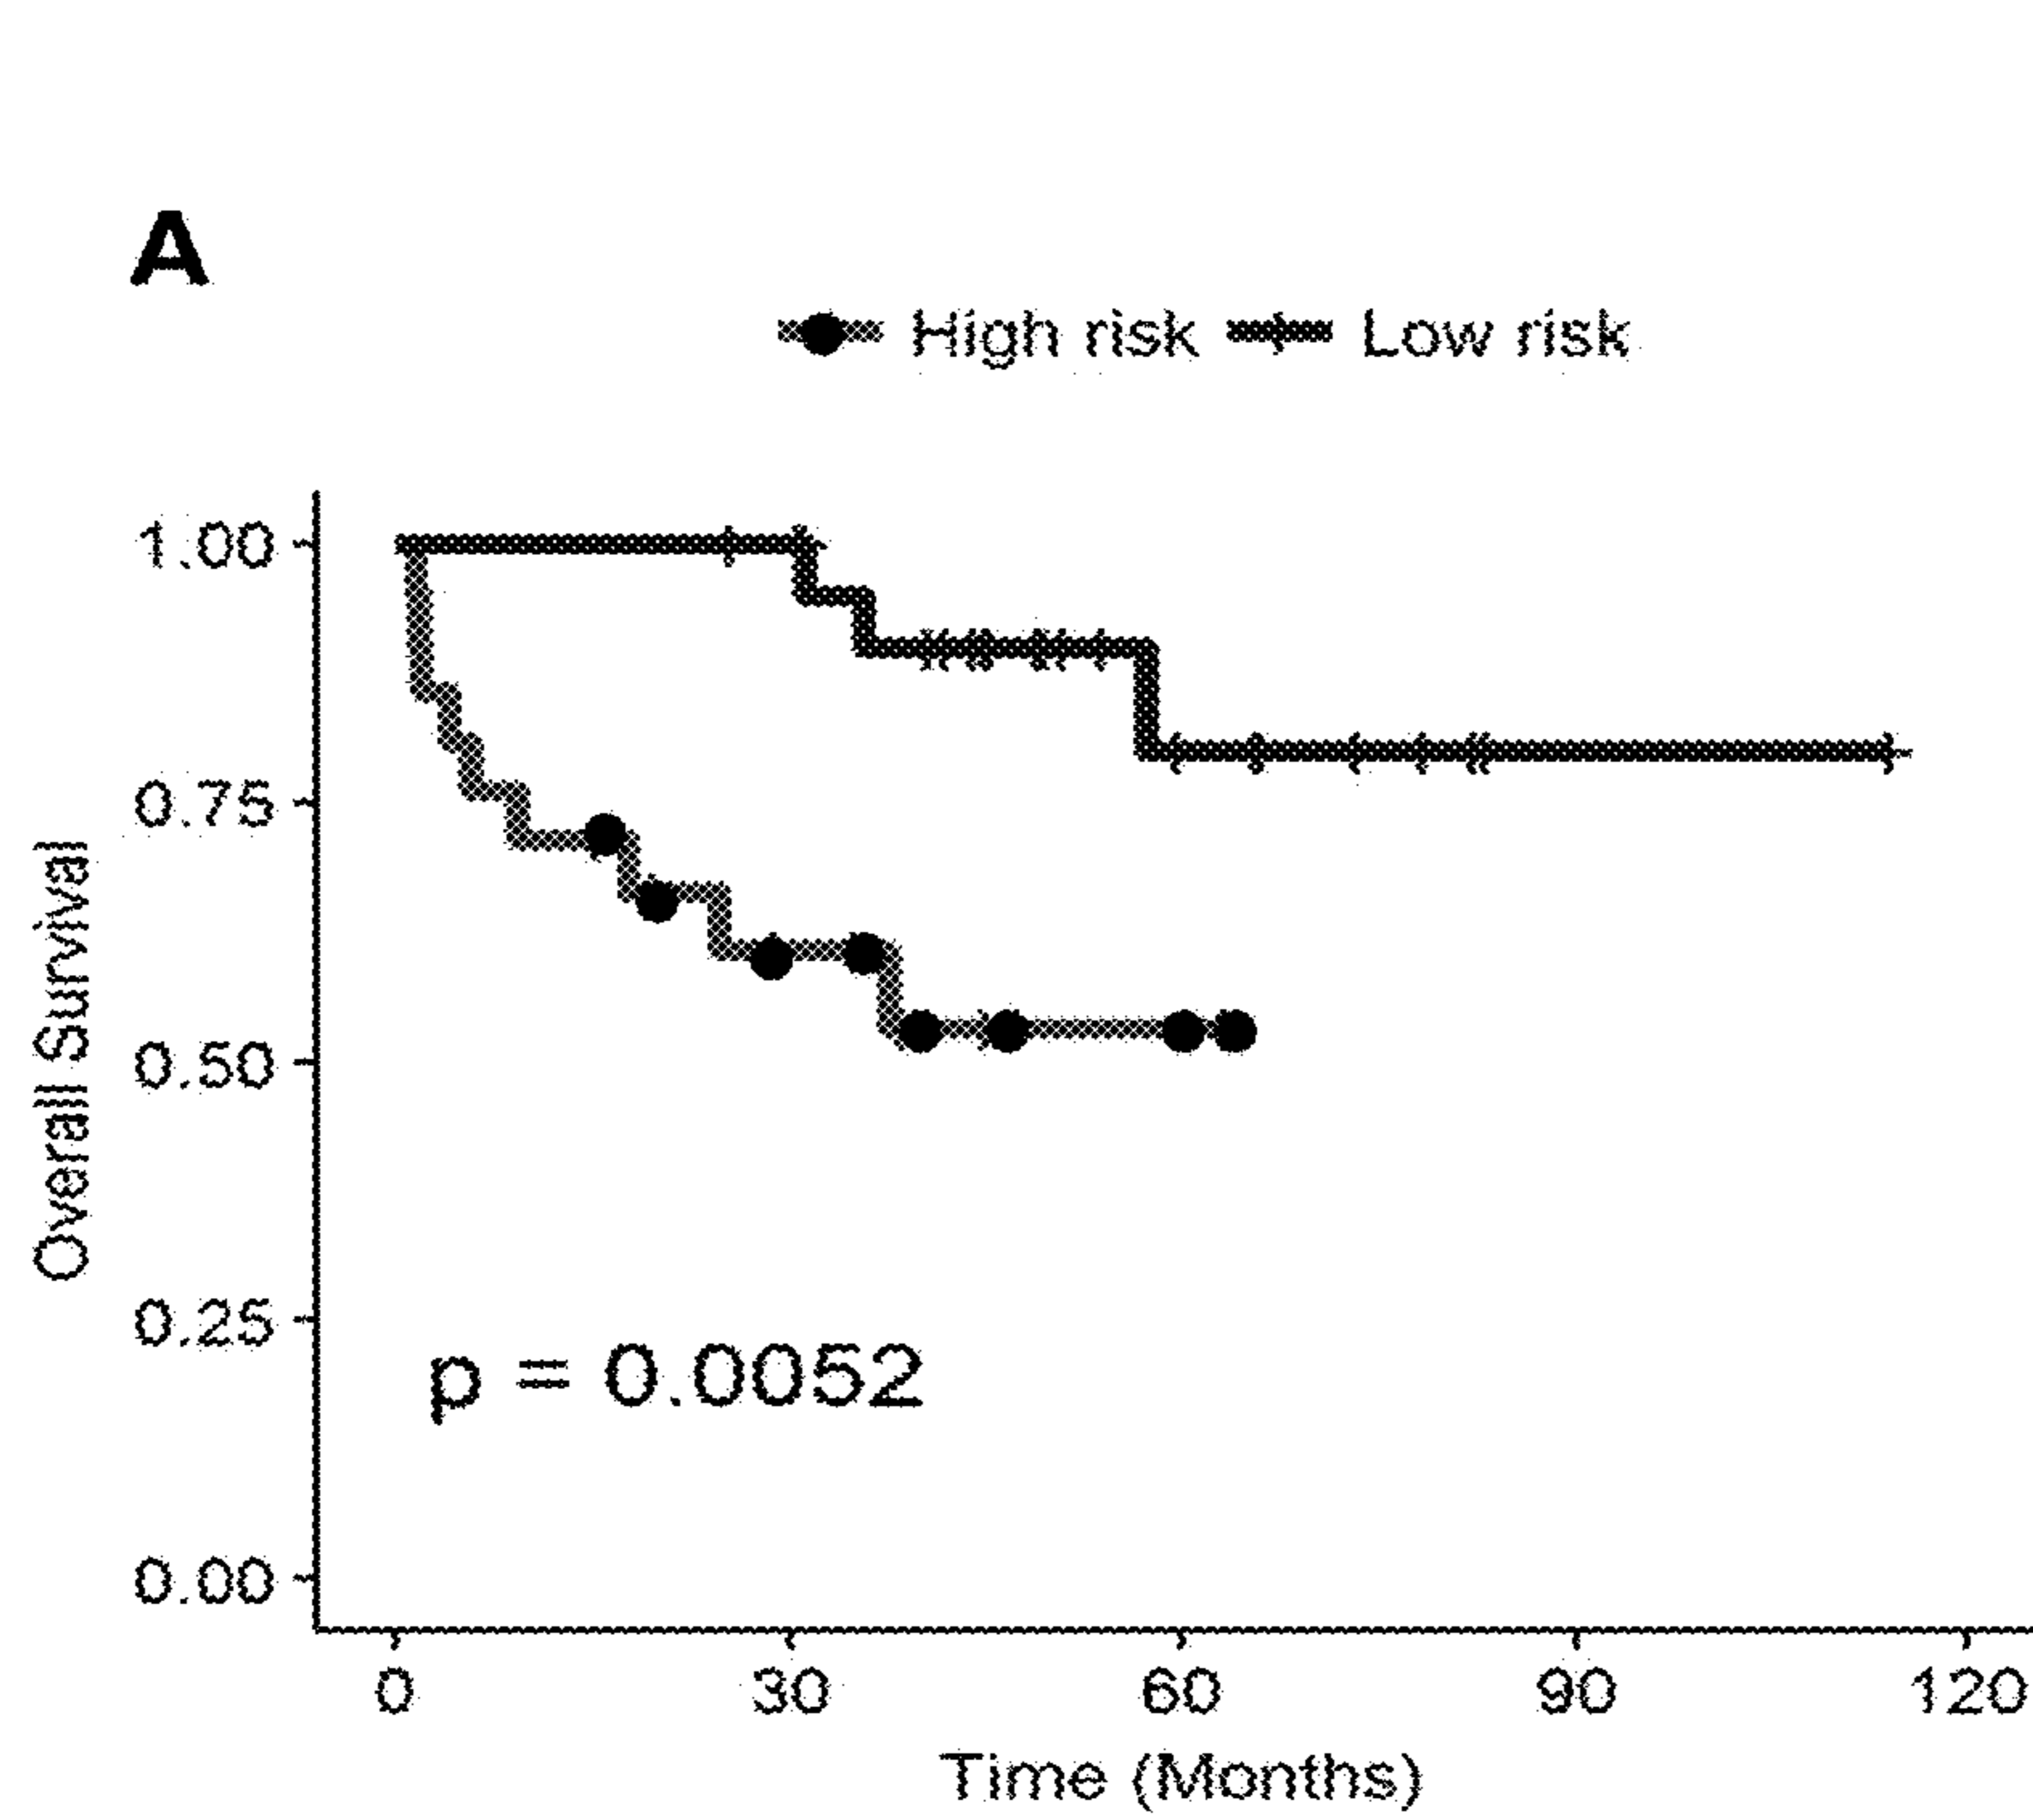 A
High risk Low risk
1.00
0.75
0.50
0.25
0.00
Overall Survival
p = 0.0052
0 30 60 90 120
Time (Months)